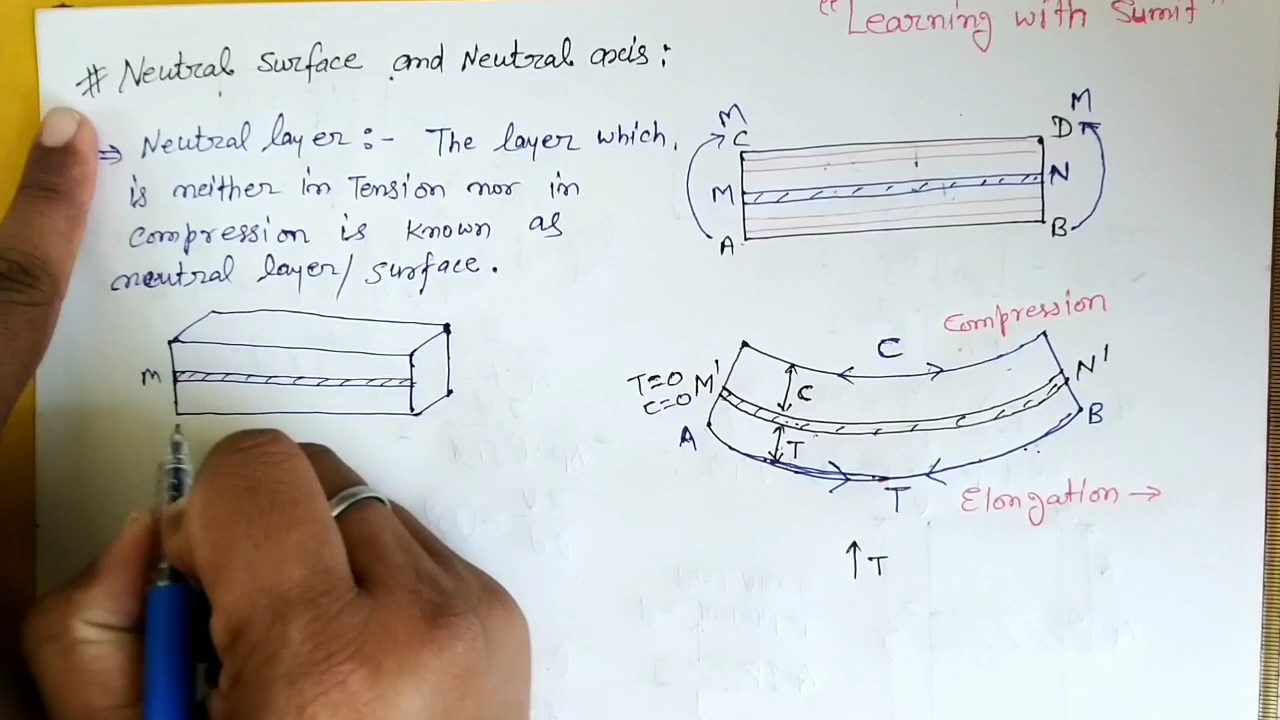 "Learning with Sumit"
# Neutral Surface and Neutral axis :
⇒ Neutral layer :- The layer which
is neither in Tension nor in
compression is known as
neutral layer/surface.
M
C
D
M
M
N
A
B
m
Compression
C
T=0
C=0
M'
N'
C
A
T
B
T
Elongation →
↑ T